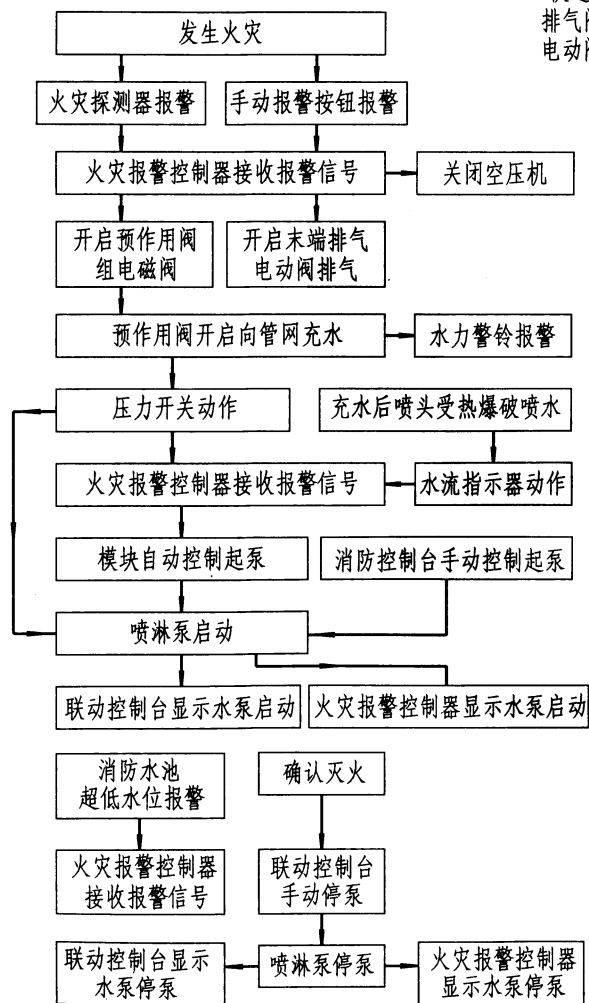 排气
电动
发生火灾
火灾探测器报警
手动报警按钮报警
火灾报警控制器接收报警信号
关闭空压机
开启预作用阀
组电磁阀
开启末端排气
电动阀排气
预作用阀开启向管网充水
水力警铃报警
压力开关动作
充水后喷头受热爆破喷水
火灾报警控制器接收报警信号
水流指示器动作
模块自动控制起泵
消防控制台手动控制起泵
喷淋泵启动
联动控制台显示水泵启动
火灾报警控制器显示水泵启动
消防水池
超低水位报警
确认灭火
火灾报警控制器
接收报警信号
联动控制台
手动停泵
联动控制台显示
水泵停泵
喷淋泵停泵
火灾报警控制器
显示水泵停泵